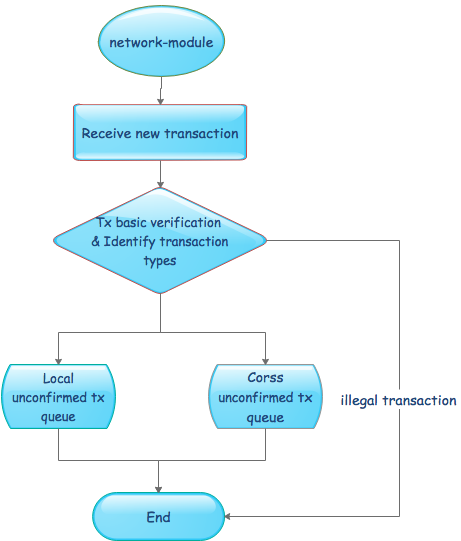 network-module
Receive new transaction
Tx basic verification
& Identify transaction
types
Local
unconfirmed tx
queue
Corss
unconfirmed tx
queue
illegal transaction
End